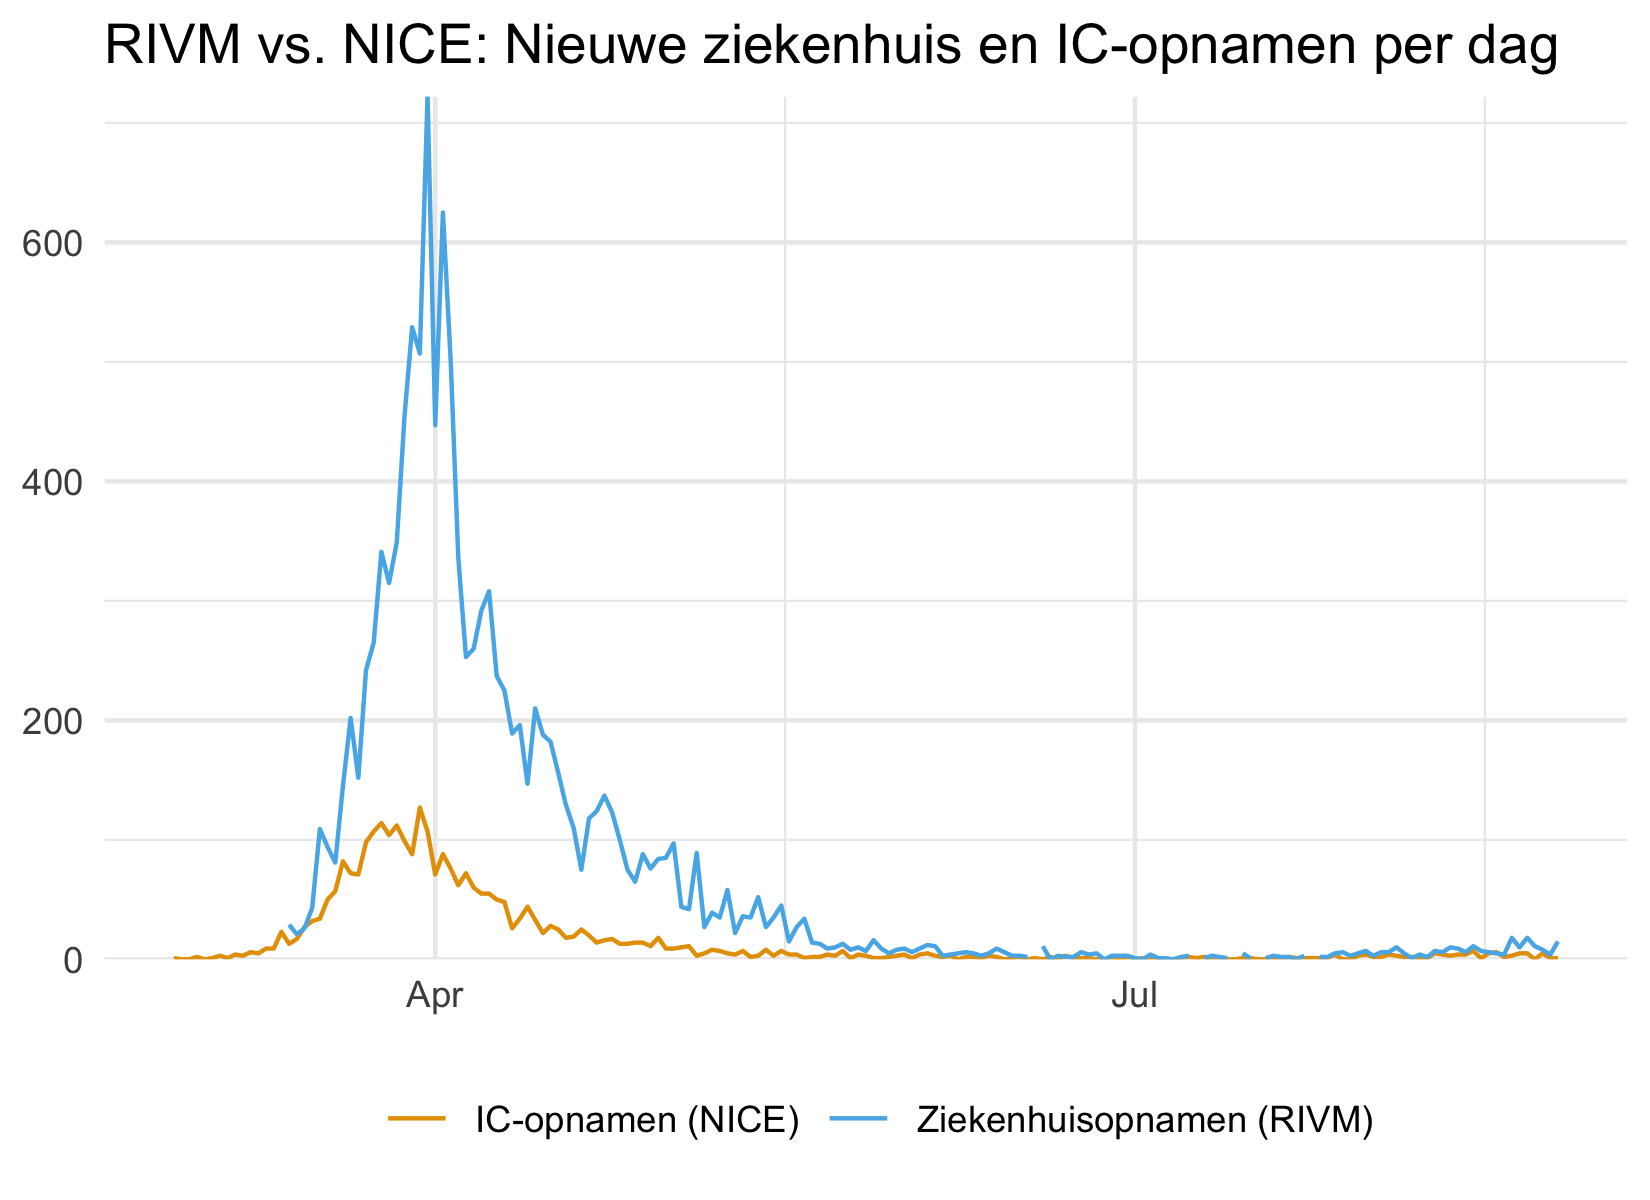 RIVM vs. NICE: Nieuwe ziekenhuis en IC-opnamen per dag
600
400
200
0
Apr Jul
IC-opnamen (NICE) Ziekenhuisopnamen (RIVM)